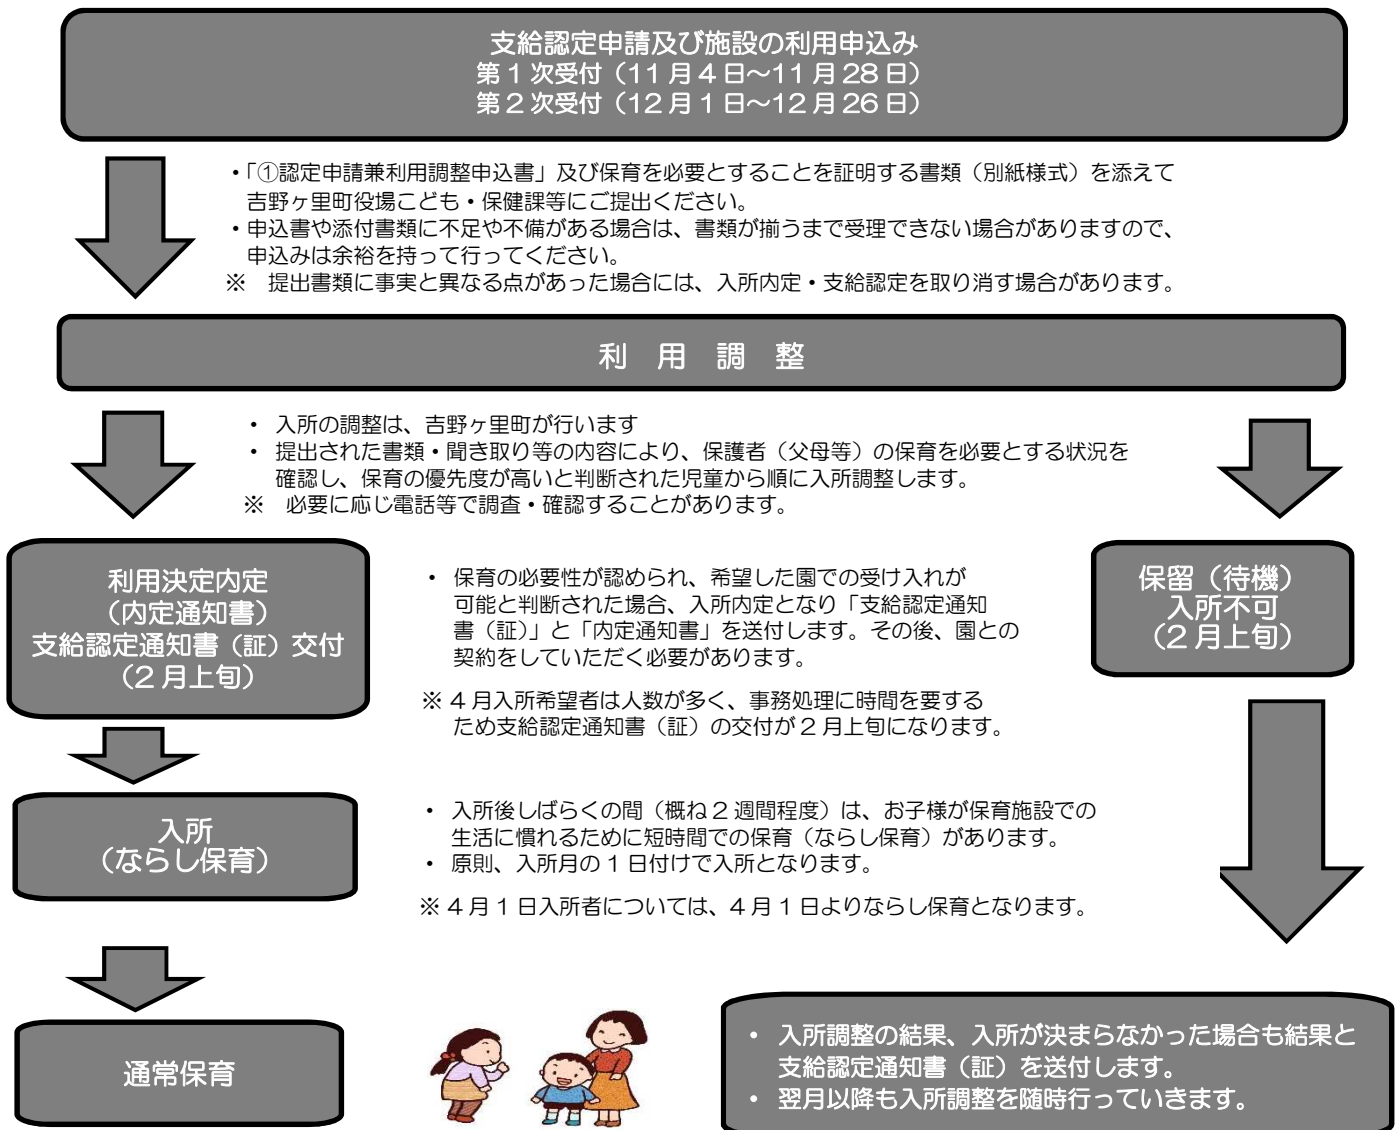 支給認定申請及び施設の利用申込み
第1次受付（11月4日～11月28日）
第2次受付（12月1日～12月26日）
・「①認定申請兼利用調整申込書」及び保育を必要とすることを証明する書類（別紙様式）を添えて
吉野ヶ里町役場こども・保健課等にご提出ください。
・申込書や添付書類に不足や不備がある場合は、書類が揃うまで受理できない場合がありますので、
申込みは余裕を持って行ってください。
※　提出書類に事実と異なる点があった場合には、入所内定・支給認定を取り消す場合があります。
利　用　調　整
・ 入所の調整は、吉野ヶ里町が行います
・ 提出された書類・聞き取り等の内容により、保護者（父母等）の保育を必要とする状況を
確認し、保育の優先度が高いと判断された児童から順に入所調整します。
※　必要に応じ電話等で調査・確認することがあります。
利用決定内定
（内定通知書）
支給認定通知書（証）交付
（2月上旬）
・ 保育の必要性が認められ、希望した園での受け入れが
可能と判断された場合、入所内定となり「支給認定通知
書（証）」と「内定通知書」を送付します。その後、園との
契約をしていただく必要があります。
※4月入所希望者は人数が多く、事務処理に時間を要する
ため支給認定通知書（証）の交付が2月上旬になります。
保留（待機）
入所不可
（2月上旬）
入所
（ならし保育）
・ 入所後しばらくの間（概ね2週間程度）は、お子様が保育施設での
生活に慣れるために短時間での保育（ならし保育）があります。
・ 原則、入所月の1日付けで入所となります。
※4月1日入所者については、4月1日よりならし保育となります。
通常保育
・ 入所調整の結果、入所が決まらなかった場合も結果と
支給認定通知書（証）を送付します。
・ 翌月以降も入所調整を随時行っていきます。